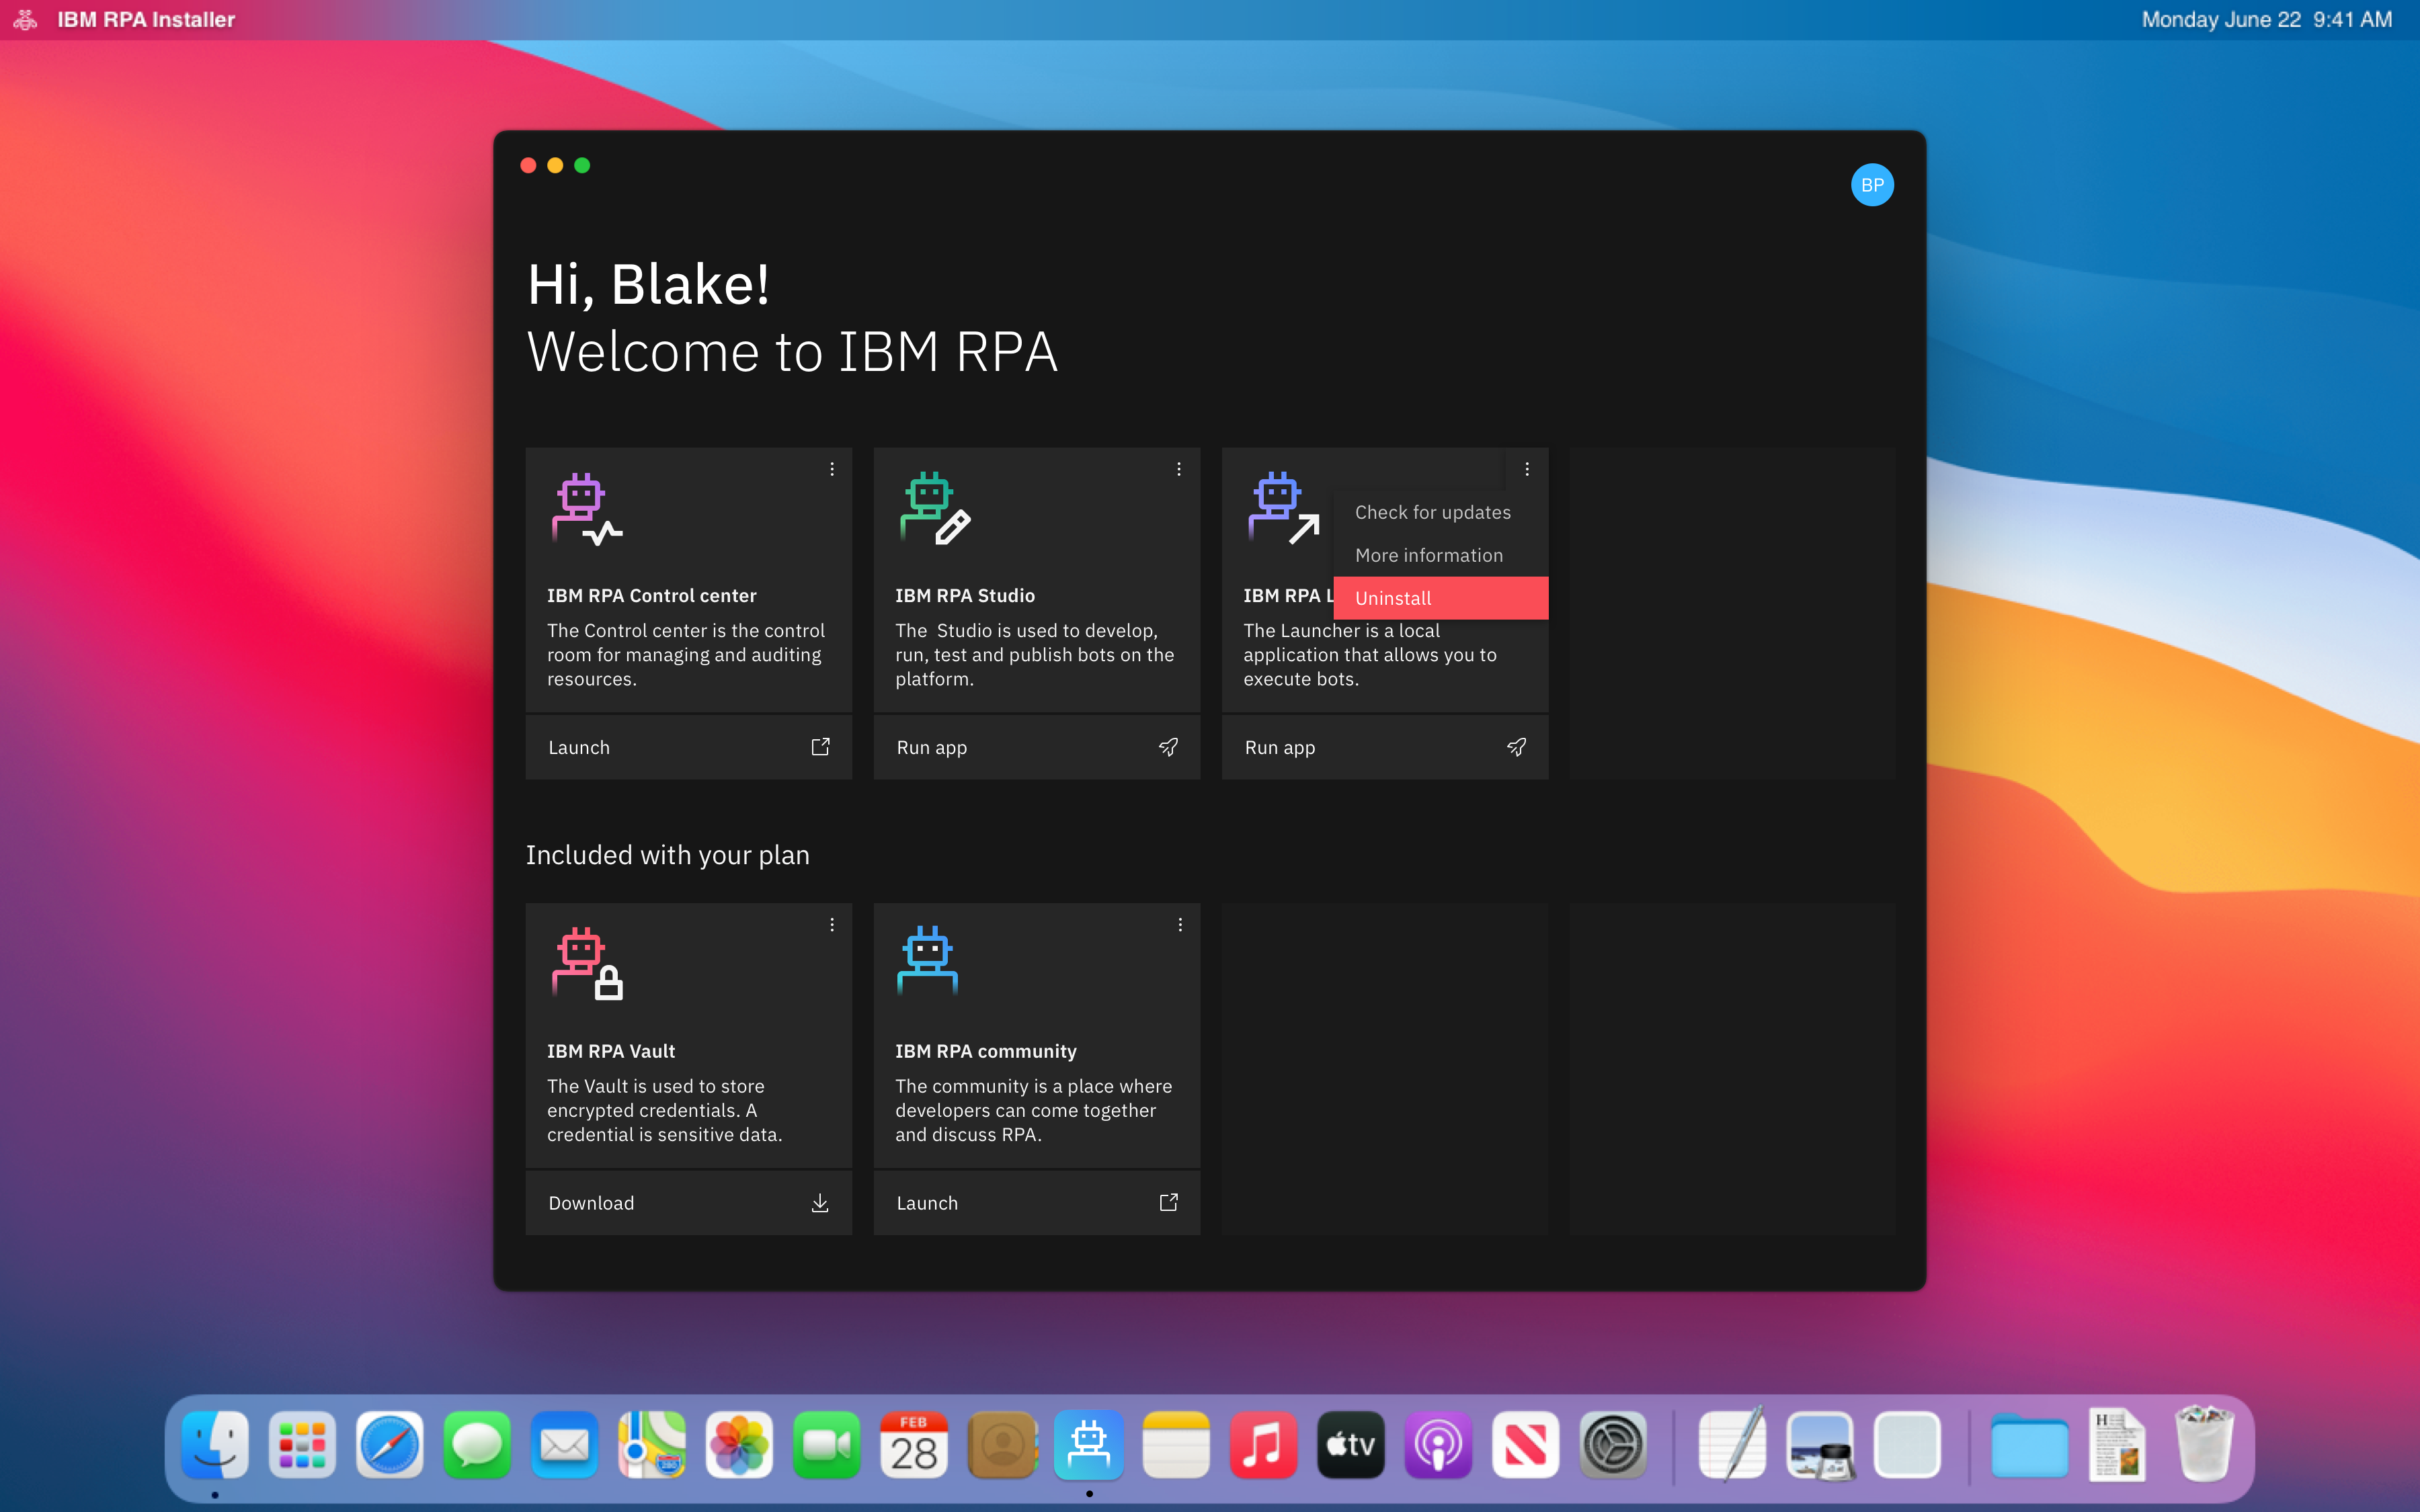 IBM RPA Installer
Monday June 22 9:41 AM
BP
Hi, Blake!
Welcome to IBM RPA
IBM RPA Control center
The Control center is the control
room for managing and auditing
resources.
Launch
IBM RPA Studio
The Studio is used to develop,
run, test and publish bots on the
platform.
Run app
Check for updates
More information
Uninstall
IBM RPA L
The Launcher is a local
application that allows you to
execute bots.
Run app
Included with your plan
IBM RPA Vault
The Vault is used to store
encrypted credentials. A
credential is sensitive data.
Download
IBM RPA community
The community is a place where
developers can come together
and discuss RPA.
Launch
280
FEB
28
tv